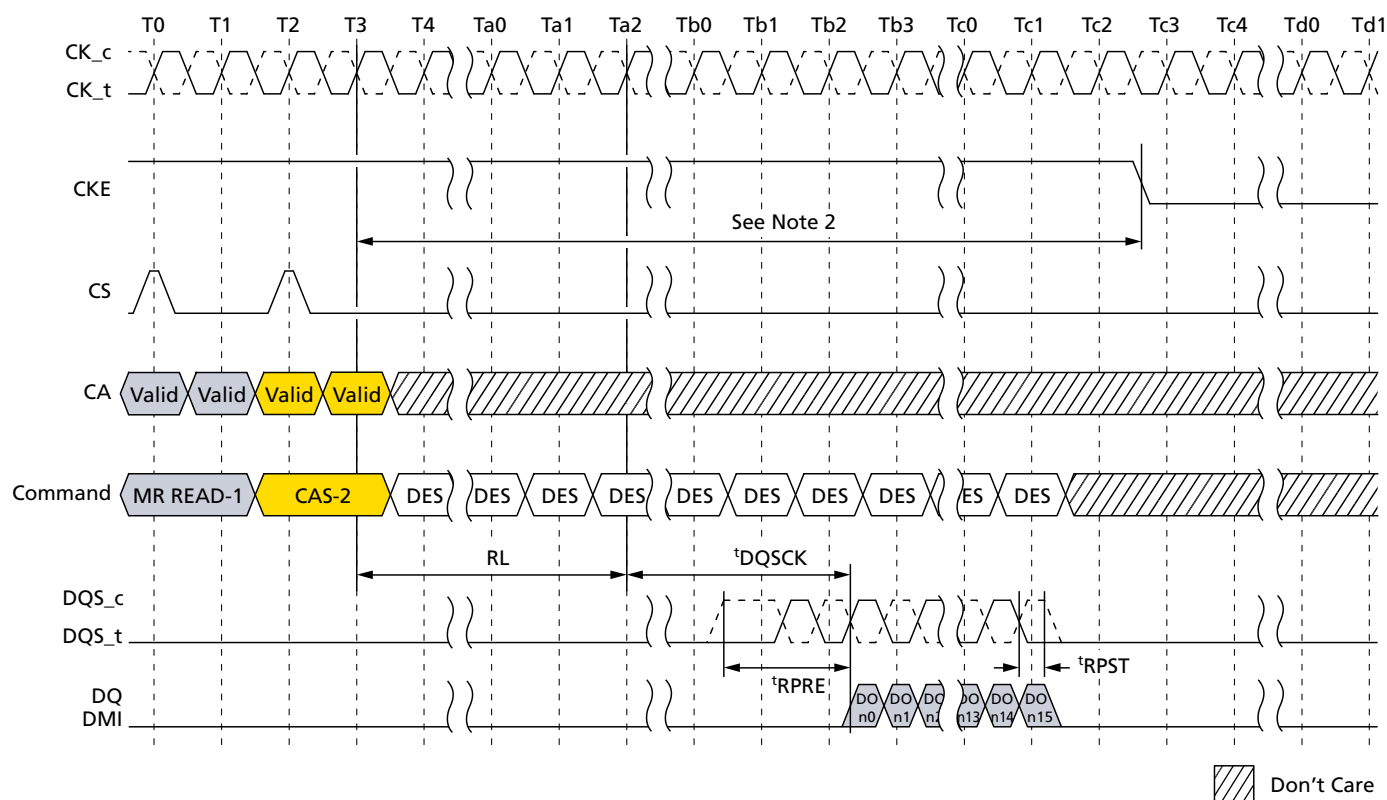 T0 T1 T2 T3 T4 Ta0 Ta1 Ta2 Tb0 Tb1 Tb2 Tb3 Tc0 Tc1 Tc2 Tc3 Tc4 Td0 Td1
CK_c
CK_t
CKE
See Note 2
CS
CA Valid Valid Valid Valid
Command MR READ-1 CAS-2 DES DES DES DES DES DES DES DES ES DES
RL tDQSCK
DQS_c
DQS_t
tRPRE tRPST
DQ
DMI
DO n0 DO n1 DO n2 DO n13 DO n14 DO n15
Don't Care